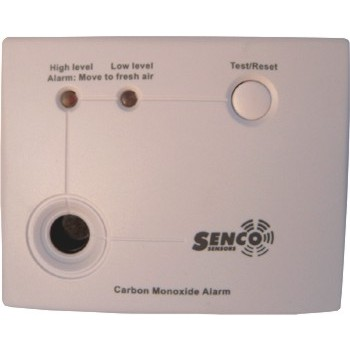 High level Low level Test/Reset
Alarm: Move to fresh air
SENCO
SENSORS
Carbon Monoxide Alarm